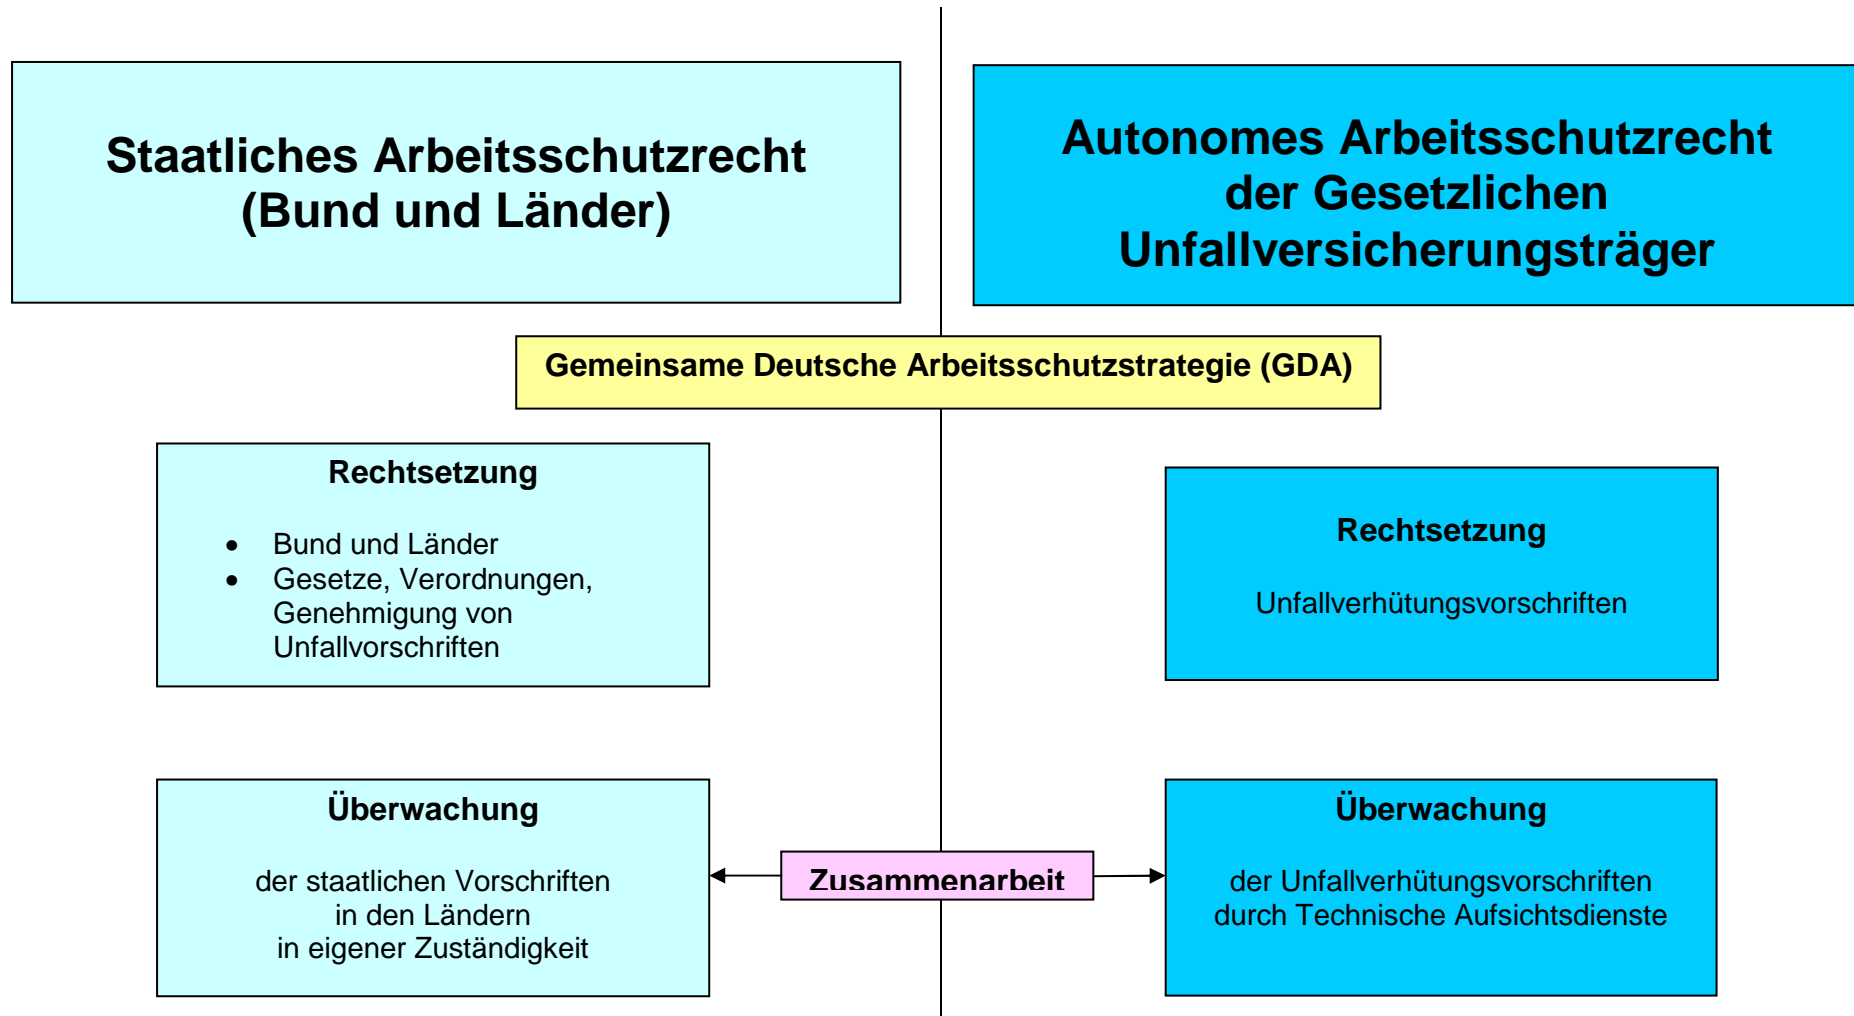 Staatliches Arbeitsschutzrecht
(Bund und Länder)
Autonomes Arbeitsschutzrecht
der Gesetzlichen
Unfallversicherungsträger
Gemeinsame Deutsche Arbeitsschutzstrategie (GDA)
Rechtsetzung
• Bund und Länder
• Gesetze, Verordnungen,
Genehmigung von
Unfallvorschriften
Rechtsetzung
Unfallverhütungsvorschriften
Überwachung
der staatlichen Vorschriften
in den Ländern
in eigener Zuständigkeit
Zusammenarbeit
Überwachung
der Unfallverhütungsvorschriften
durch Technische Aufsichtsdienste